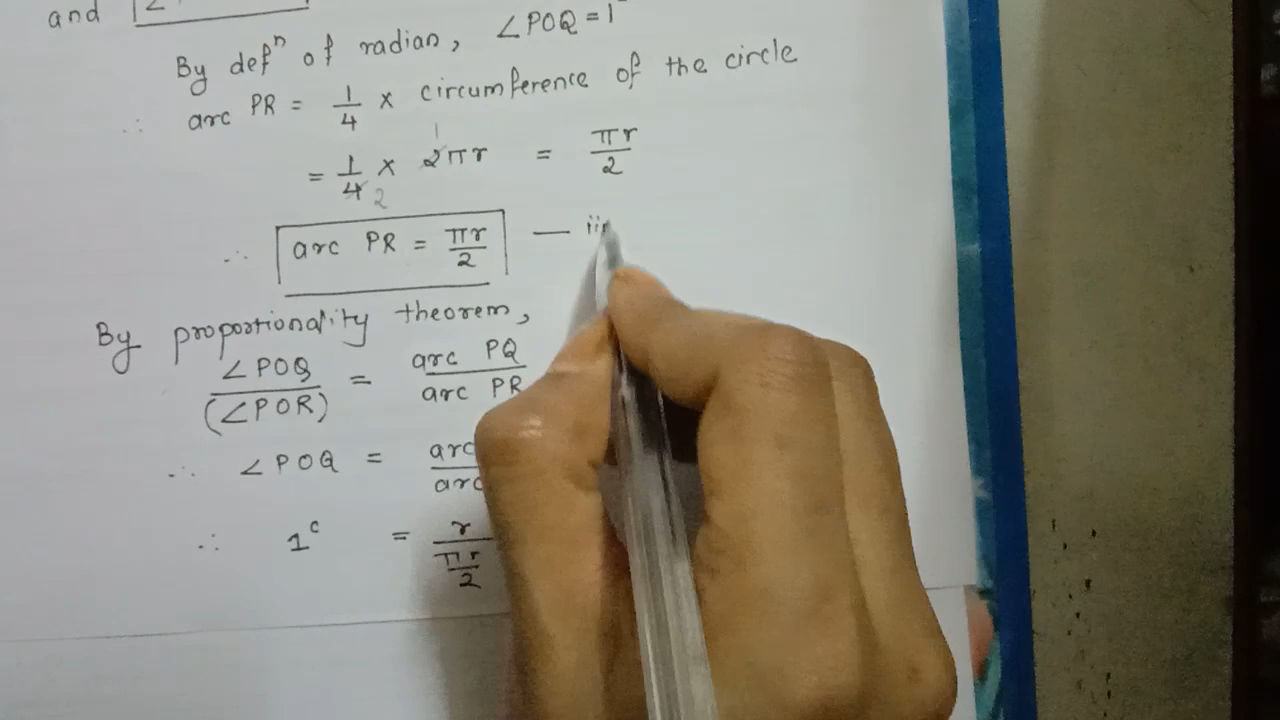 and ∠
By defⁿ of radian, ∠POQ = 1
∴ arc PR = 1/4 × circumference of the circle
= 1/4 × 2πr = πr/2
2 1
∴ arc PR = πr/2 — ii
By proportionality theorem,
∠POQ/(∠POR) = arc PQ/arc PR
∴ ∠POQ = arc/arc
∴ 1ᶜ = r/(πr/2)